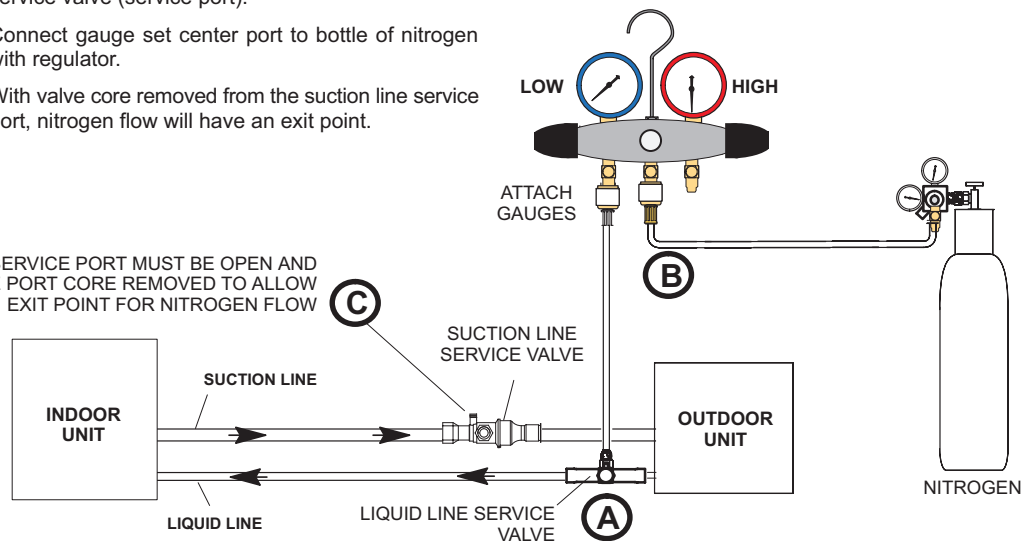 service valve (service port).
Connect gauge set center port to bottle of nitrogen
with regulator.
With valve core removed from the suction line service
port, nitrogen flow will have an exit point.
LOW
HIGH
ATTACH
GAUGES
B
SERVICE PORT MUST BE OPEN AND
PORT CORE REMOVED TO ALLOW
EXIT POINT FOR NITROGEN FLOW
C
SUCTION LINE
SERVICE VALVE
INDOOR
UNIT
SUCTION LINE
OUTDOOR
UNIT
NITROGEN
LIQUID LINE
LIQUID LINE SERVICE
VALVE
A